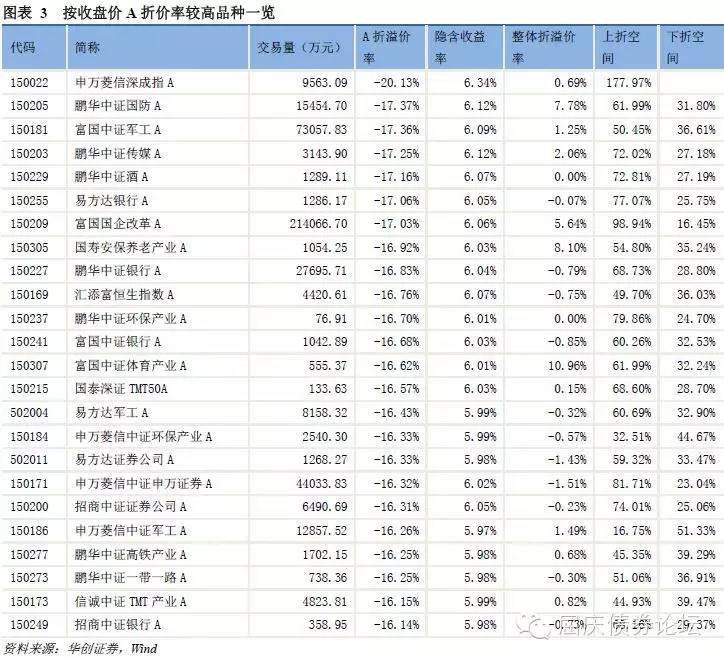 图表 3 按收盘价 A 折价率较高品种一览
代码 简称 交易量（万元） A 折溢价率 隐含收益率 整体折溢价率 上折空间 下折空间
150022 申万菱信深成指 A 9563.09 -20.13% 6.34% 0.69% 177.97%
150205 鹏华中证国防 A 15454.70 -17.37% 6.12% 7.78% 61.99% 31.80%
150181 富国中证军工 A 73057.83 -17.36% 6.09% 1.25% 50.45% 36.61%
150203 鹏华中证传媒 A 3143.90 -17.25% 6.12% 2.06% 72.02% 27.18%
150229 鹏华中证酒 A 1289.11 -17.16% 6.07% 0.00% 72.81% 27.19%
150255 易方达银行 A 1286.17 -17.06% 6.05% -0.07% 77.07% 25.75%
150209 富国国企改革 A 214066.70 -17.03% 6.06% 5.64% 98.94% 16.45%
150305 国寿安保养老产业 A 1054.25 -16.92% 6.03% 8.10% 54.80% 35.24%
150227 鹏华中证银行 A 27695.71 -16.83% 6.04% -0.79% 68.73% 28.80%
150169 汇添富恒生指数 A 4420.61 -16.76% 6.07% -0.75% 49.70% 36.03%
150237 鹏华中证环保产业 A 76.91 -16.70% 6.01% 0.00% 79.86% 24.70%
150241 富国中证银行 A 1042.89 -16.68% 6.03% -0.85% 60.26% 32.53%
150307 富国中证体育产业 A 555.37 -16.62% 6.01% 10.96% 61.99% 32.24%
150215 国泰深证 TMT50A 133.63 -16.57% 6.03% 0.15% 68.60% 28.70%
502004 易方达军工 A 8158.32 -16.43% 5.99% -0.32% 60.69% 32.90%
150184 申万菱信中证环保产业 A 2540.30 -16.33% 5.99% -0.57% 32.51% 44.67%
502011 易方达证券公司 A 1268.27 -16.33% 5.98% -1.43% 59.32% 33.47%
150171 申万菱信中证申万证券 A 44033.83 -16.32% 6.02% -1.51% 81.71% 23.04%
150200 招商中证证券公司 A 6490.69 -16.31% 6.05% -0.23% 74.01% 25.06%
150186 申万菱信中证军工 A 12857.52 -16.26% 5.97% 1.49% 16.75% 51.33%
150277 鹏华中证高铁产业 A 1702.15 -16.25% 5.98% 0.68% 45.35% 39.29%
150273 鹏华中证一带一路 A 738.36 -16.25% 5.98% -0.30% 51.06% 36.91%
150173 信诚中证 TMT 产业 A 4823.81 -16.15% 5.99% 0.82% 44.93% 39.47%
150249 招商中证银行 A 358.95 -16.14% 5.98%
屈庆债券论坛
资料来源：华创证券，Wind